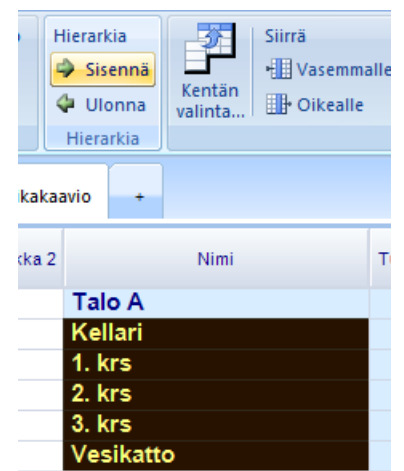 Hierarkia
Sisennä
Ulonna
Hierarkia
Kentän
valinta...
Siirrä
Vasemmalle
Oikealle
ikakaavio
+
kka 2
Nimi
Talo A
Kellari
1. krs
2. krs
3. krs
Vesikatto